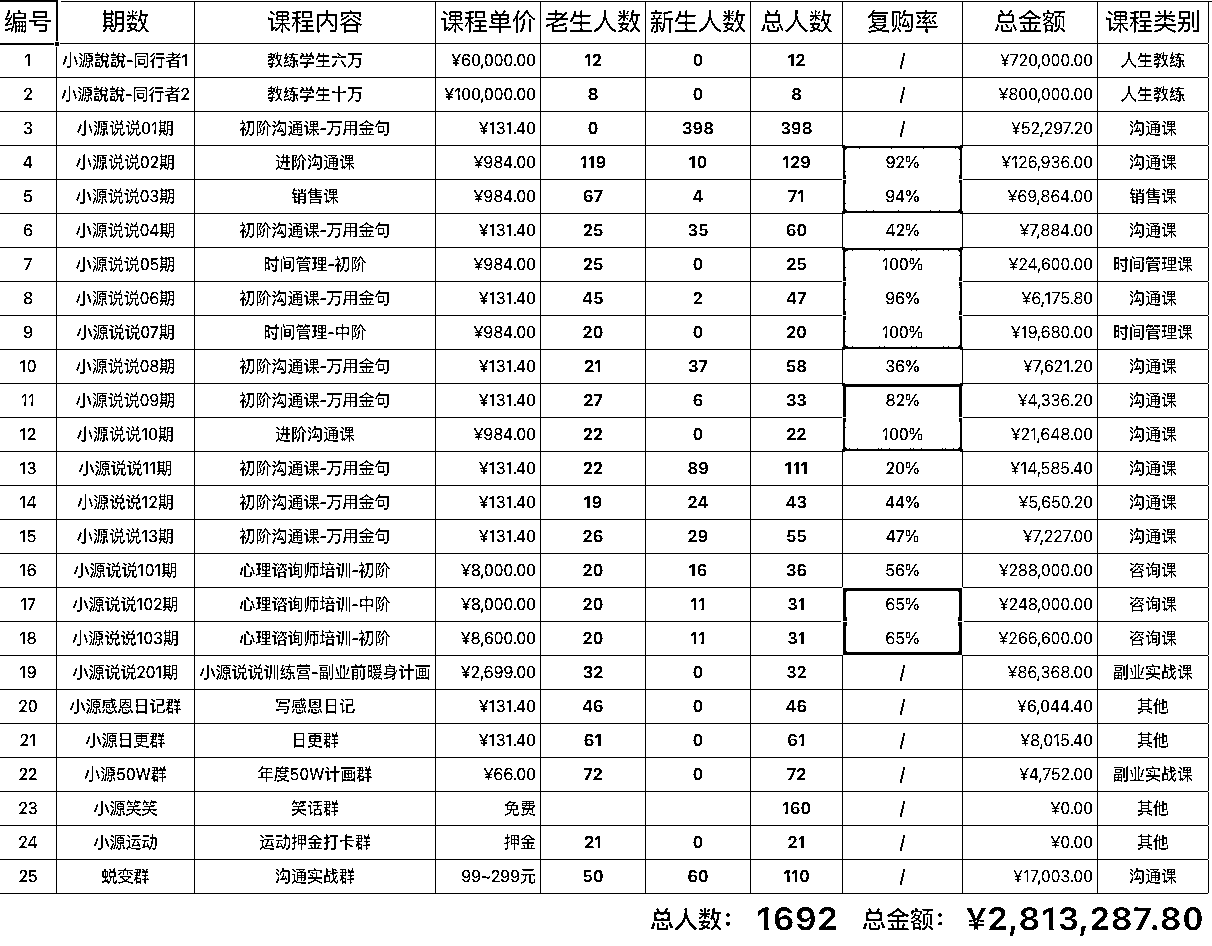 编号 期数 课程内容 课程单价 老生人数 新生人数 总人数 复购率 总金额 课程类别
1 小源說說-同行者1 教练学生六万 ¥60,000.00 12 0 12 / ¥720,000.00 人生教练
2 小源說說-同行者2 教练学生十万 ¥100,000.00 8 0 8 / ¥800,000.00 人生教练
3 小源说说01期 初阶沟通课-万用金句 ¥131.40 0 398 398 / ¥52,297.20 沟通课
4 小源说说02期 进阶沟通课 ¥984.00 119 10 129 92% ¥126,936.00 沟通课
5 小源说说03期 销售课 ¥984.00 67 4 71 94% ¥69,864.00 销售课
6 小源说说04期 初阶沟通课-万用金句 ¥131.40 25 35 60 42% ¥7,884.00 沟通课
7 小源说说05期 时间管理-初阶 ¥984.00 25 0 25 100% ¥24,600.00 时间管理课
8 小源说说06期 初阶沟通课-万用金句 ¥131.40 45 2 47 96% ¥6,175.80 沟通课
9 小源说说07期 时间管理-中阶 ¥984.00 20 0 20 100% ¥19,680.00 时间管理课
10 小源说说08期 初阶沟通课-万用金句 ¥131.40 21 37 58 36% ¥7,621.20 沟通课
11 小源说说09期 初阶沟通课-万用金句 ¥131.40 27 6 33 82% ¥4,336.20 沟通课
12 小源说说10期 进阶沟通课 ¥984.00 22 0 22 100% ¥21,648.00 沟通课
13 小源说说11期 初阶沟通课-万用金句 ¥131.40 22 89 111 20% ¥14,585.40 沟通课
14 小源说说12期 初阶沟通课-万用金句 ¥131.40 19 24 43 44% ¥5,650.20 沟通课
15 小源说说13期 初阶沟通课-万用金句 ¥131.40 26 29 55 47% ¥7,227.00 沟通课
16 小源说说101期 心理谘询师培训-初阶 ¥8,000.00 20 16 36 56% ¥288,000.00 咨询课
17 小源说说102期 心理谘询师培训-中阶 ¥8,000.00 20 11 31 65% ¥248,000.00 咨询课
18 小源说说103期 心理谘询师培训-初阶 ¥8,600.00 20 11 31 65% ¥266,600.00 咨询课
19 小源说说201期 小源说说训练营-副业前暖身计画 ¥2,699.00 32 0 32 / ¥86,368.00 副业实战课
20 小源感恩日记群 写感恩日记 ¥131.40 46 0 46 / ¥6,044.40 其他
21 小源日更群 日更群 ¥131.40 61 0 61 / ¥8,015.40 其他
22 小源50W群 年度50W计画群 ¥66.00 72 0 72 / ¥4,752.00 副业实战课
23 小源笑笑 笑话群 免费 160 / ¥0.00 其他
24 小源运动 运动押金打卡群 押金 21 0 21 / ¥0.00 其他
25 蜕变群 沟通实战群 99~299元 50 60 110 / ¥17,003.00 沟通课
总人数： 1692 总金额： ¥2,813,287.80